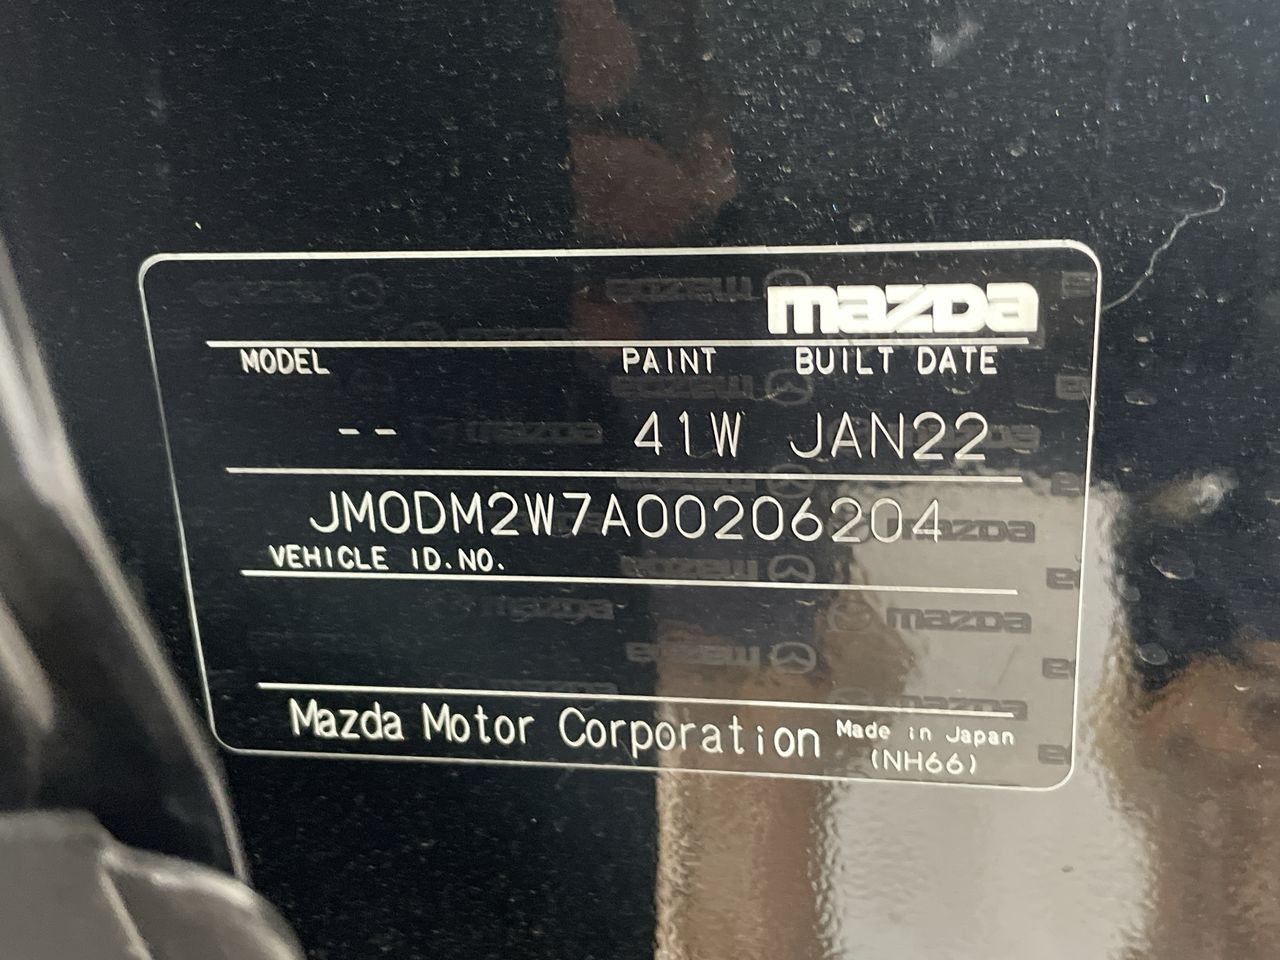 mazda
MODEL PAINT BUILT DATE
-- 41W JAN22
JM0DM2W7A00206204
VEHICLE ID.NO.
Mazda Motor Corporation Made in Japan
(NH66)